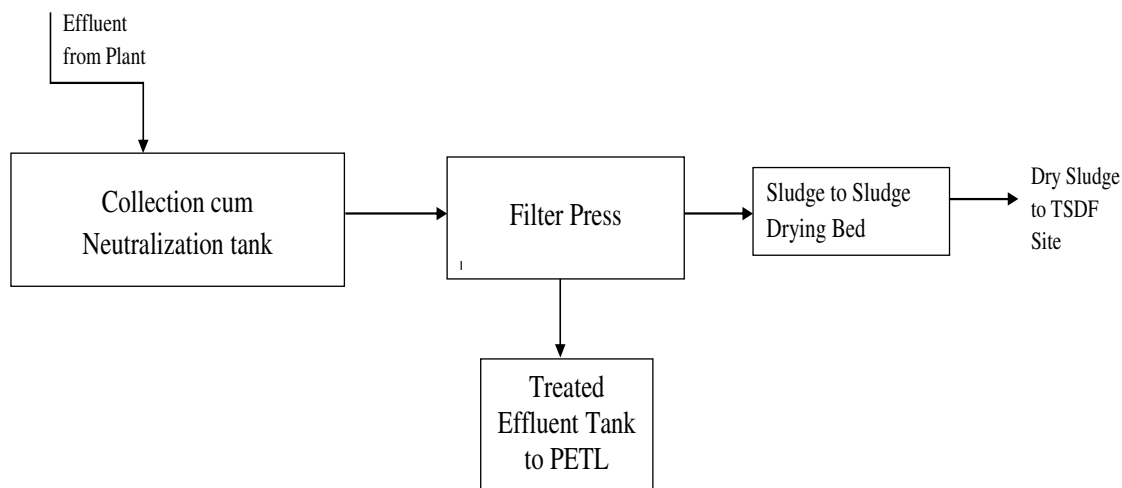 Effluent
from Plant
Collection cum
Neutralization tank
Filter Press
Sludge to Sludge
Drying Bed
Dry Sludge
to TSDF
Site
Treated
Effluent Tank
to PETL